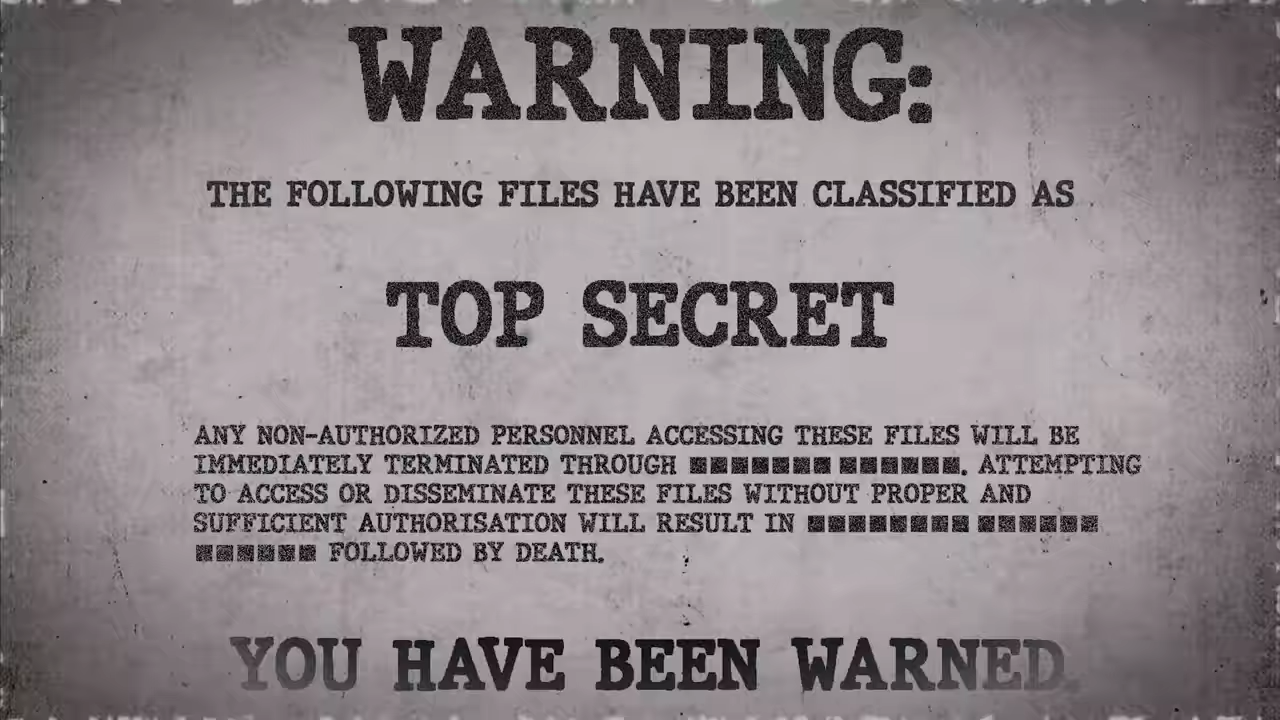 WARNING:
THE FOLLOWING FILES HAVE BEEN CLASSIFIED AS
TOP SECRET
ANY NON-AUTHORIZED PERSONNEL ACCESSING THESE FILES WILL BE
IMMEDIATELY TERMINATED THROUGH ■■■■■■■ ■■■■■■. ATTEMPTING
TO ACCESS OR DISSEMINATE THESE FILES WITHOUT PROPER AND
SUFFICIENT AUTHORISATION WILL RESULT IN ■■■■■■■■ ■■■■■■
■■■■■■ FOLLOWED BY DEATH.
YOU HAVE BEEN WARNED.